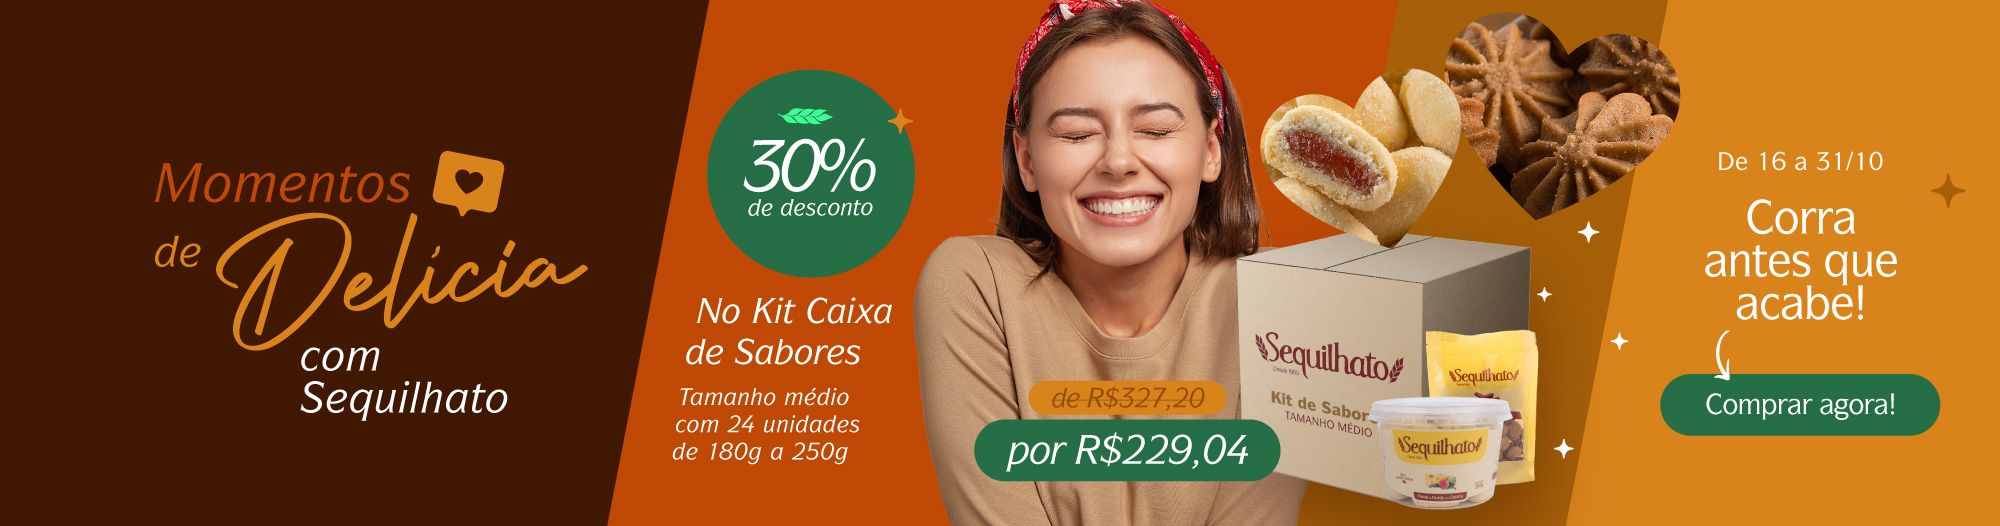 Momentos
de Delícia
com
Sequilhato
30%
de desconto
No Kit Caixa
de Sabores
Tamanho médio
com 24 unidades
de 180g a 250g
de R$327,20
por R$229,04
Sequilhato
Desde 1995
Kit de Sabor
TAMANHO MÉDIO
Sequilhato
Sequilhato
De 16 a 31/10
Corra
antes que
acabe!
Comprar agora!